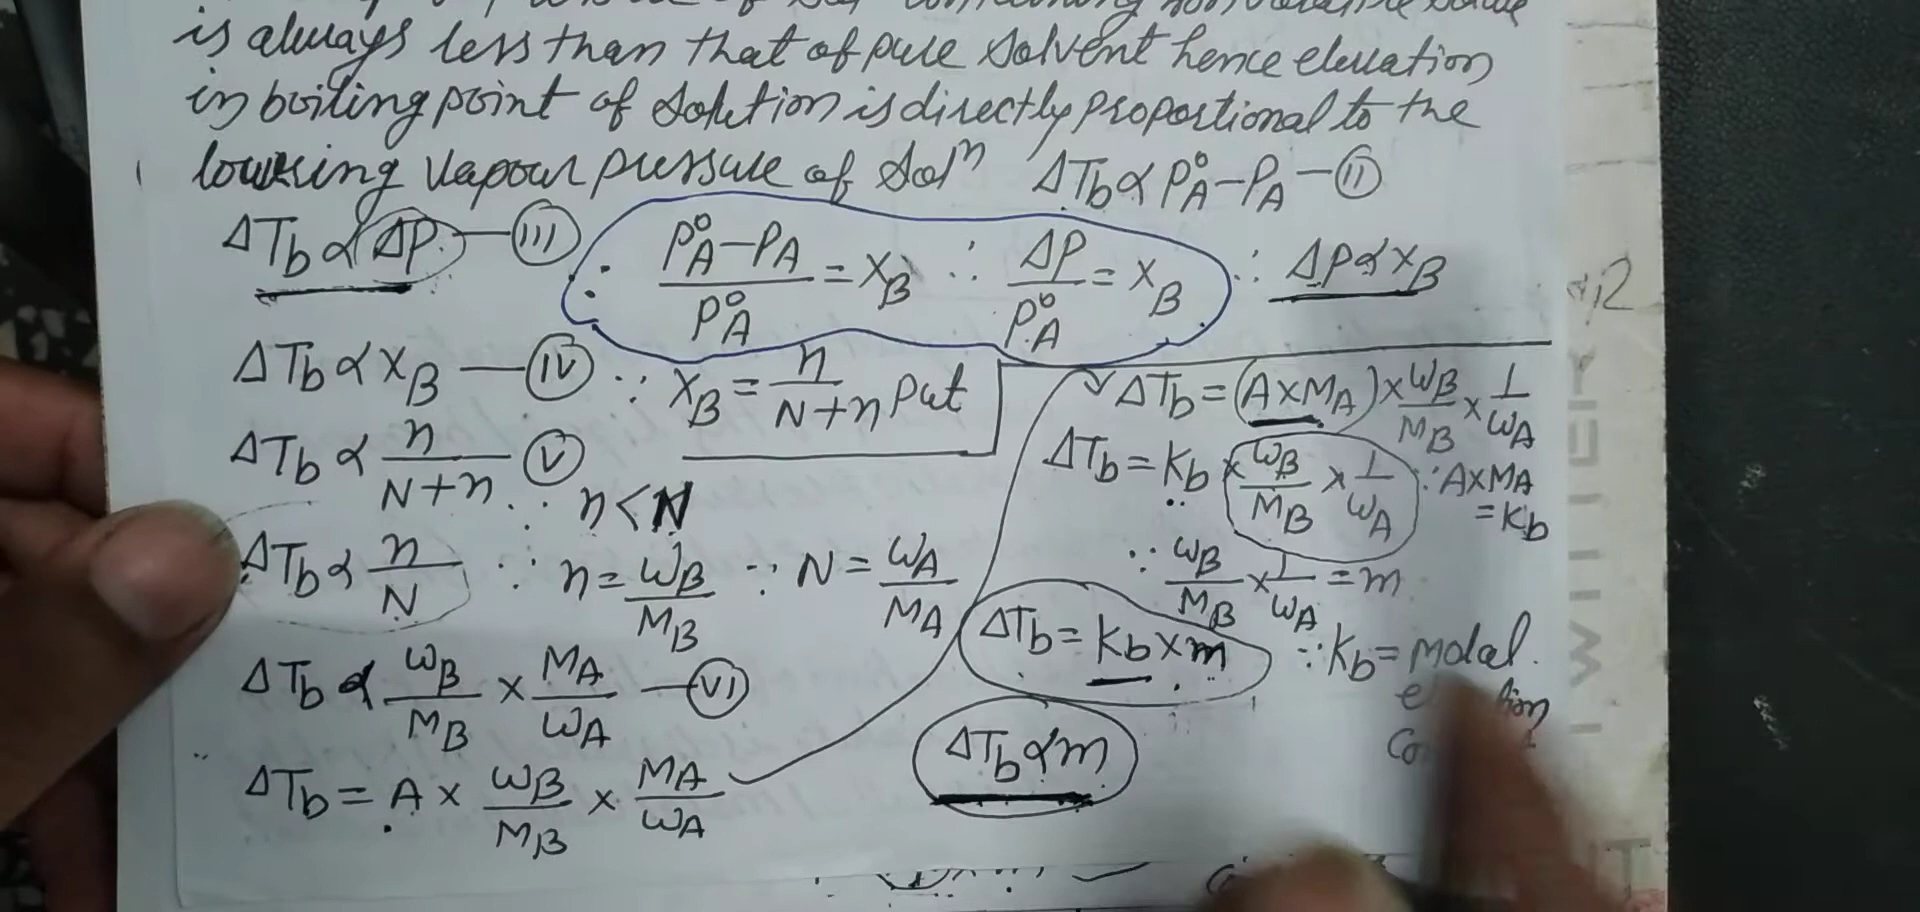 is always less than that of pure solvent hence elevation
in boiling point of solution is directly proportional to the
lowering vapour pressure of solⁿ ΔTb ∝ P°A − PA — (II)
ΔTb ∝ ΔP — (III) ∵ (P°A − PA)/P°A = XB ∴ ΔP/P°A = XB ∴ ΔP ∝ XB
ΔTb ∝ XB — (IV) ∵ XB = n/(N+n) Put
ΔTb ∝ n/(N+n) (V) ∵ n < N
ΔTb ∝ n/N ∵ n = WB/MB ∵ N = WA/MA
ΔTb ∝ WB/MB × MA/WA — (VI)
ΔTb = A × WB/MB × MA/WA
ΔTb = (A × MA) × WB/MB × 1/WA
ΔTb = Kb × WB/MB × 1/WA ∵ A×MA
= Kb
∵ WB/MB × 1/WA = m
ΔTb = Kb × m ∵ Kb = molal
ΔTb ∝ m
TWITTER